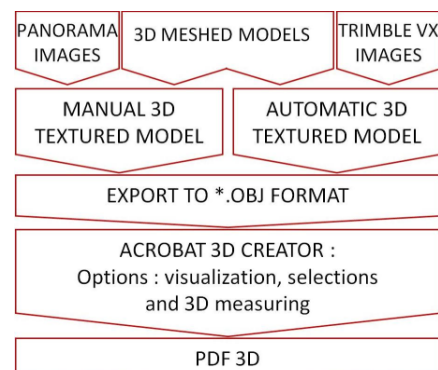 PANORAMA
IMAGES
3D MESHED MODELS
TRIMBLE VX
IMAGES
MANUAL 3D
TEXTURED MODEL
AUTOMATIC 3D
TEXTURED MODEL
EXPORT TO *.OBJ FORMAT
ACROBAT 3D CREATOR :
Options : visualization, selections
and 3D measuring
PDF 3D